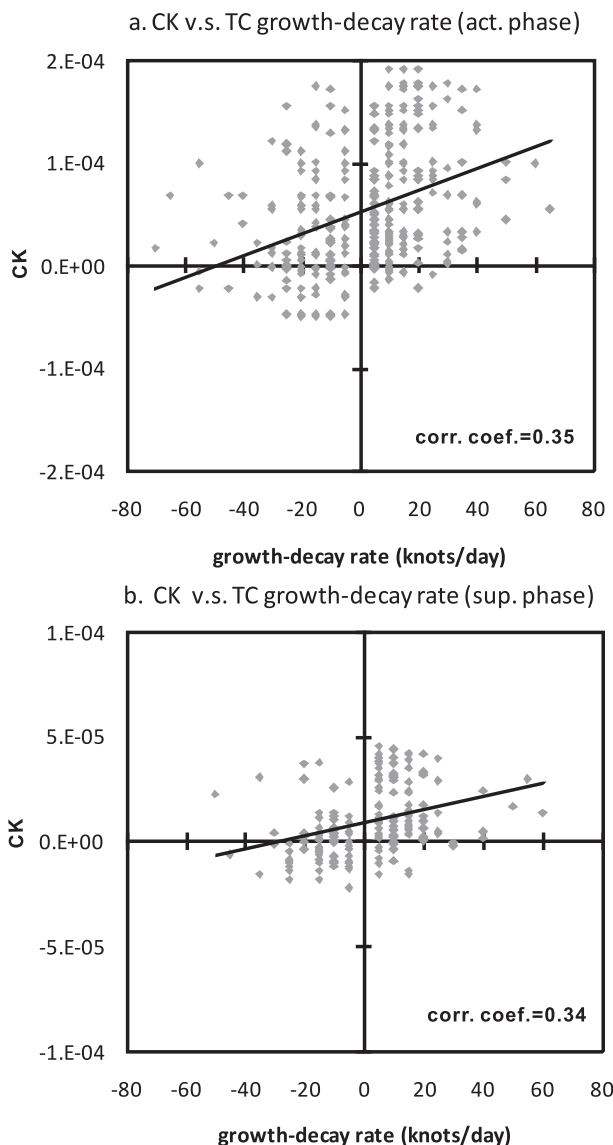 a. CK v.s. TC growth-decay rate (act. phase)
2.E-04
1.E-04
0.E+00
-1.E-04
-2.E-04
CK
corr. coef.=0.35
-80 -60 -40 -20 0 20 40 60 80
growth-decay rate (knots/day)
b. CK v.s. TC growth-decay rate (sup. phase)
1.E-04
5.E-05
0.E+00
-5.E-05
-1.E-04
CK
corr. coef.=0.34
-80 -60 -40 -20 0 20 40 60 80
growth-decay rate (knots/day)